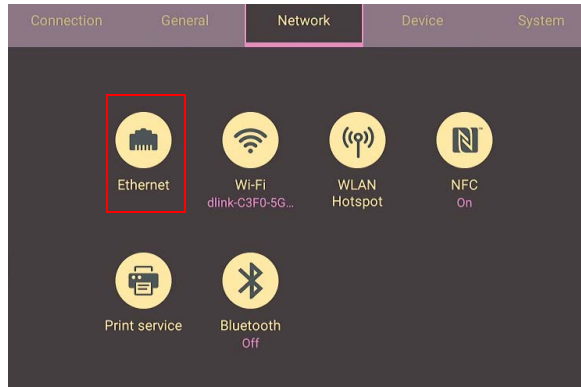 Connection General Network Device System
Ethernet
Wi-Fi
dlink-C3F0-5G...
WLAN
Hotspot
NFC
On
Print service
Bluetooth
Off